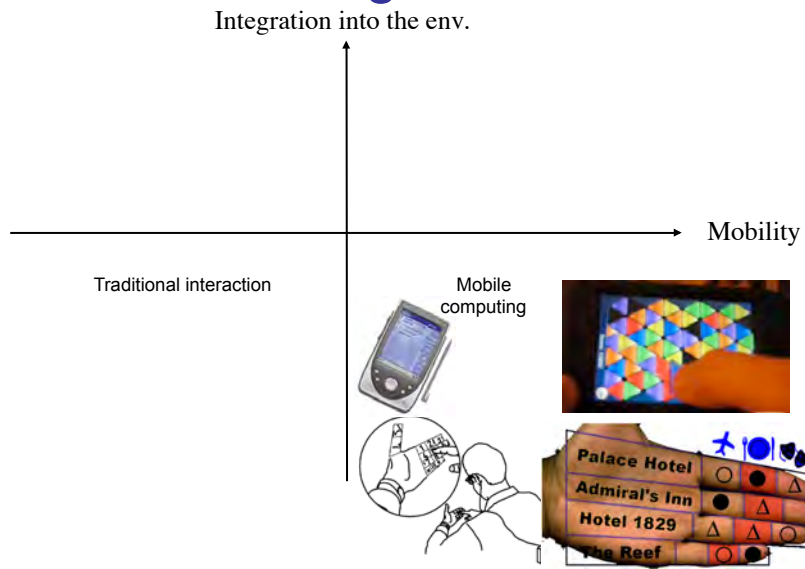 Integration into the env.
Mobility
Traditional interaction
Mobile
computing
Palace Hotel
Admiral's Inn
Hotel 1829
The Reef